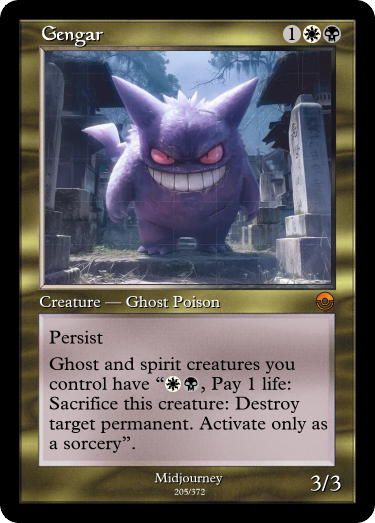 Gengar 1
Creature — Ghost Poison
Persist
Ghost and spirit creatures you
control have “, Pay 1 life:
Sacrifice this creature: Destroy
target permanent. Activate only as
a sorcery”.
Midjourney
205/372
3/3